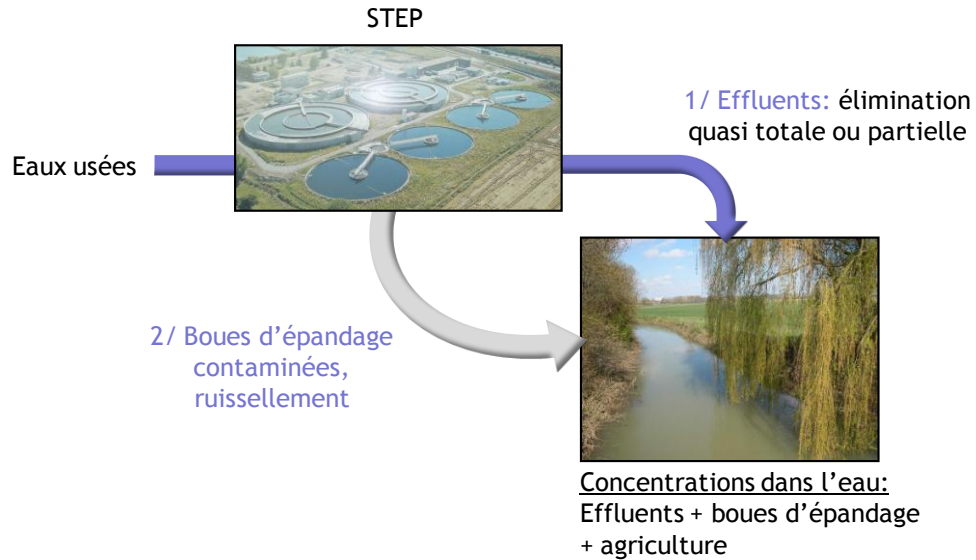 STEP
1/ Effluents: élimination
quasi totale ou partielle
Eaux usées
2/ Boues d’épandage
contaminées,
ruissellement
Concentrations dans l’eau:
Effluents + boues d’épandage
+ agriculture